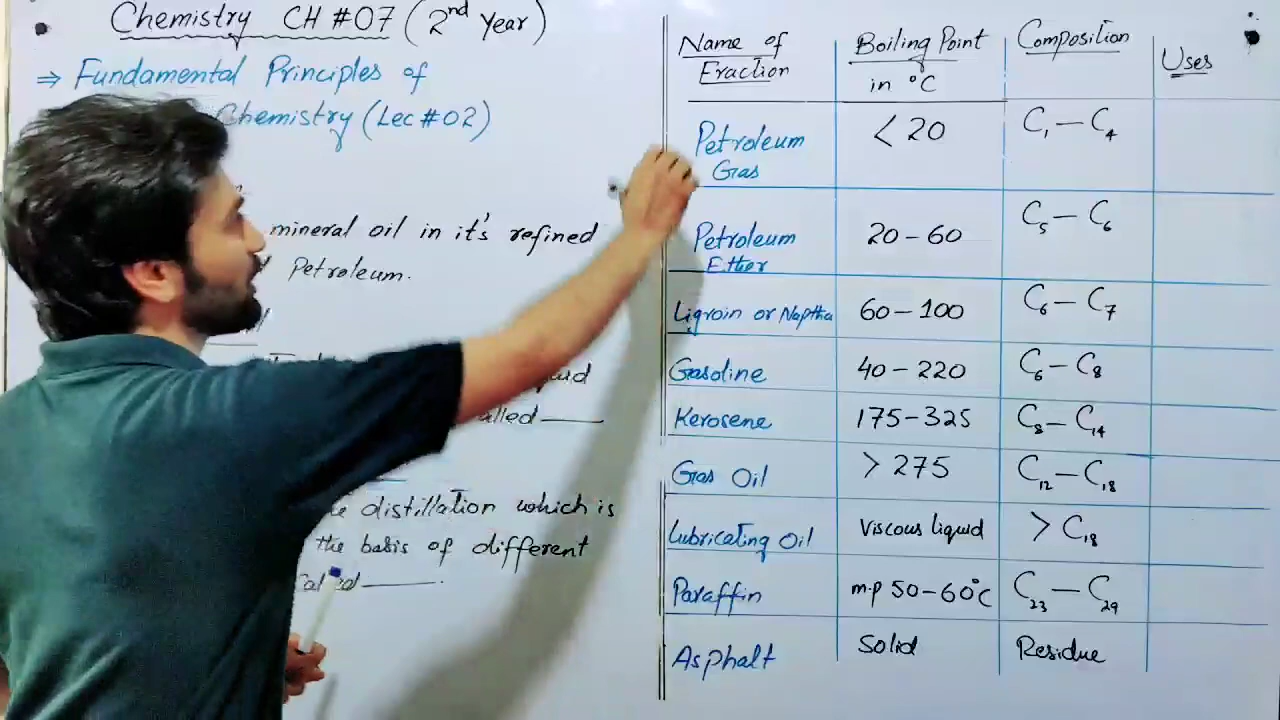 Chemistry CH #07 (2nd Year)
⇒ Fundamental Principles of
Chemistry (Lec #02)
mineral oil in it's refined
Petroleum.
alled ___
distillation which is
the basis of different
Called ___.
Name of Fraction
Boiling Point in °C
Composition
Uses
Petroleum Gas
< 20
C₁ – C₄
Petroleum Ether
20 – 60
C₅ – C₆
Ligroin or Naptha
60 – 100
C₆ – C₇
Gasoline
40 – 220
C₆ – C₈
Kerosene
175 – 325
C₈ – C₁₄
Gas Oil
> 275
C₁₂ – C₁₈
Lubricating Oil
Viscous liquid
> C₁₈
Paraffin
m.p 50 – 60°C
C₂₃ – C₂₉
Asphalt
Solid
Residue